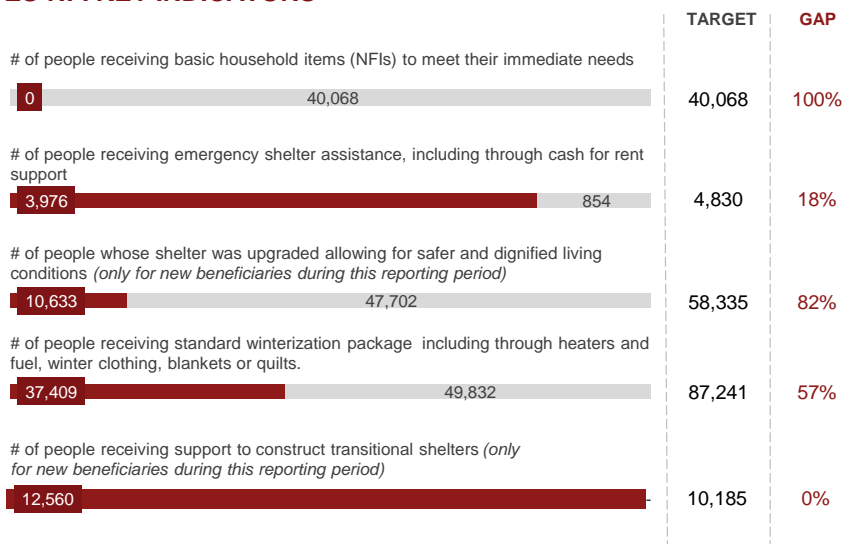 TARGET GAP
# of people receiving basic household items (NFIs) to meet their immediate needs
0 40,068 40,068 100%
# of people receiving emergency shelter assistance, including through cash for rent
support
3,976 854 4,830 18%
# of people whose shelter was upgraded allowing for safer and dignified living
conditions (only for new beneficiaries during this reporting period)
10,633 47,702 58,335 82%
# of people receiving standard winterization package including through heaters and
fuel, winter clothing, blankets or quilts.
37,409 49,832 87,241 57%
# of people receiving support to construct transitional shelters (only
for new beneficiaries during this reporting period)
12,560 - 10,185 0%